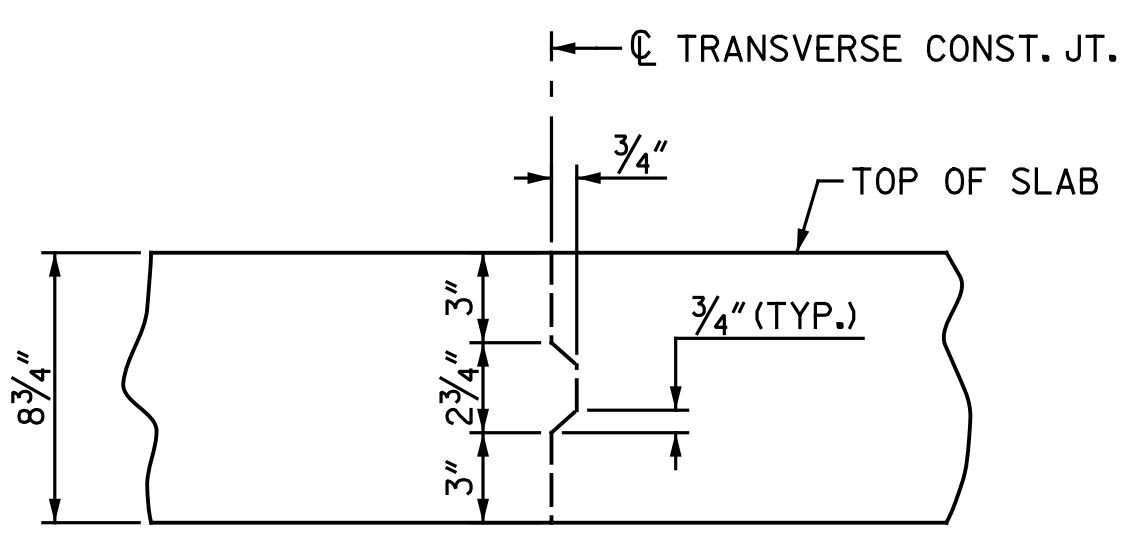 ℄ TRANSVERSE CONST. JT.
3/4"
TOP OF SLAB
3"
3/4" (TYP.)
8 3/4"
2 3/4"
3"